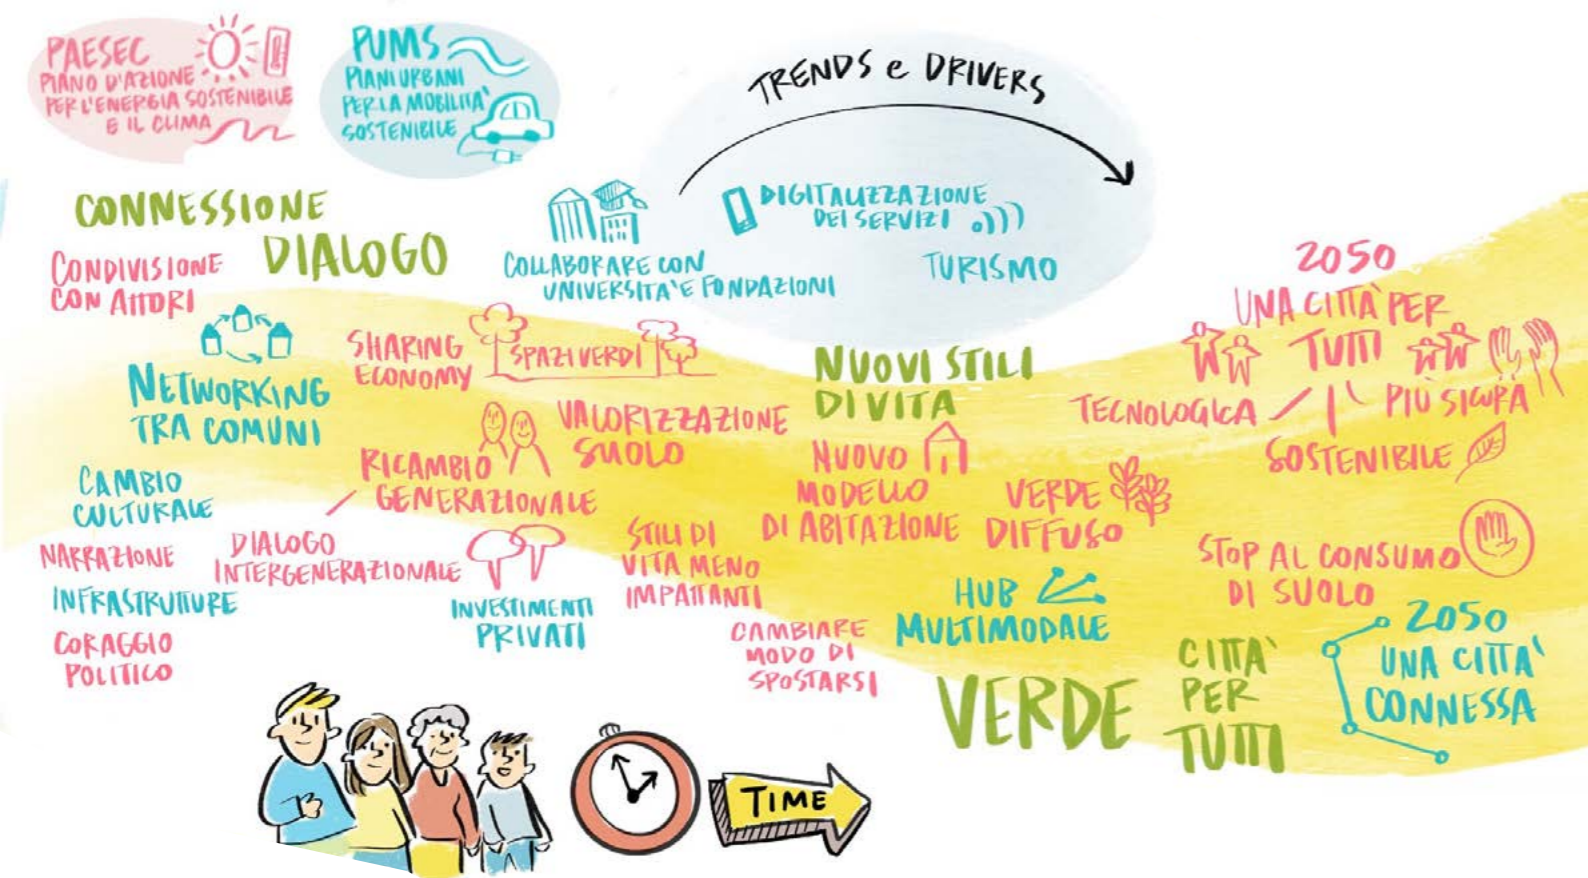 PAESEC
PIANO D'AZIONE
PER L'ENERGIA SOSTENIBILE
E IL CLIMA
PUMS
PIANI URBANI
PER LA MOBILITA'
SOSTENIBILE
TRENDS e DRIVERS
CONNESSIONE
DIALOGO
CONDIVISIONE
CON ATTORI
COLLABORARE CON
UNIVERSITA' E FONDAZIONI
DIGITALIZZAZIONE
DEI SERVIZI
TURISMO
NETWORKING
TRA COMUNI
SHARING
ECONOMY
SPAZI VERDI
VALORIZZAZIONE
SUOLO
RICAMBIO
GENERAZIONALE
CAMBIO
CULTURALE
NARRAZIONE
DIALOGO
INTERGENERAZIONALE
INFRASTRUTTURE
CORAGGIO
POLITICO
INVESTIMENTI
PRIVATI
STILI DI
VITA MENO
IMPATTANTI
CAMBIARE
MODO DI
SPOSTARSI
NUOVI STILI
DI VITA
NUOVO
MODELLO
DI ABITAZIONE
VERDE
DIFFUSO
HUB
MULTIMODALE
VERDE
2050
UNA CITTA' PER
TUTTI
TECNOLOGICA
PIÙ SICURA
SOSTENIBILE
STOP AL CONSUMO
DI SUOLO
CITTA'
PER
TUTTI
2050
UNA CITTA'
CONNESSA
TIME